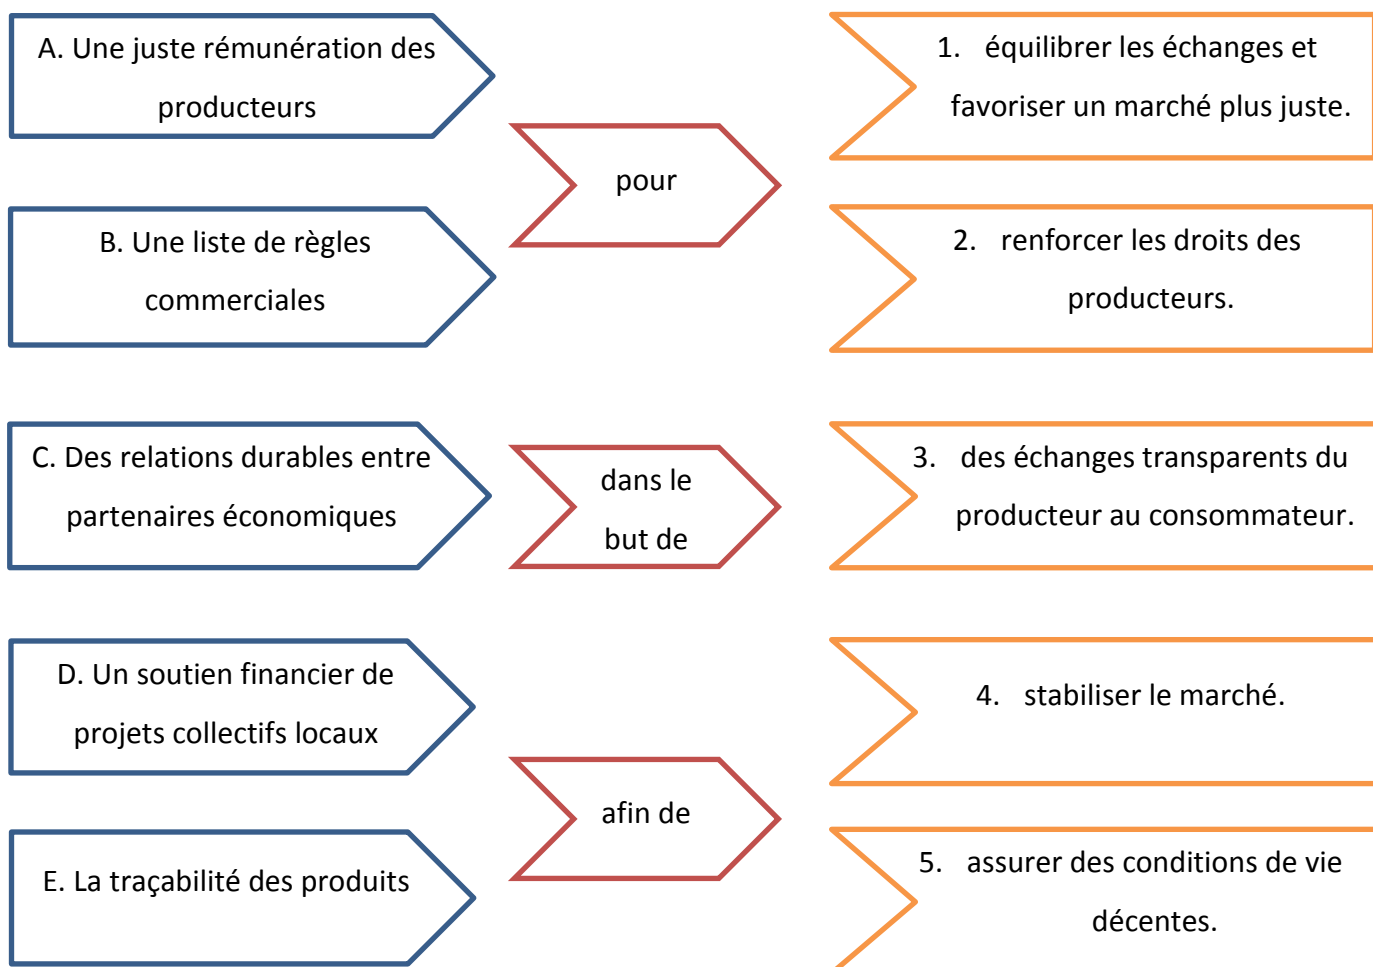 A. Une juste rémunération des
producteurs
B. Une liste de règles
commerciales
C. Des relations durables entre
partenaires économiques
D. Un soutien financier de
projets collectifs locaux
E. La traçabilité des produits
pour
dans le
but de
afin de
1. équilibrer les échanges et
favoriser un marché plus juste.
2. renforcer les droits des
producteurs.
3. des échanges transparents du
producteur au consommateur.
4. stabiliser le marché.
5. assurer des conditions de vie
décentes.